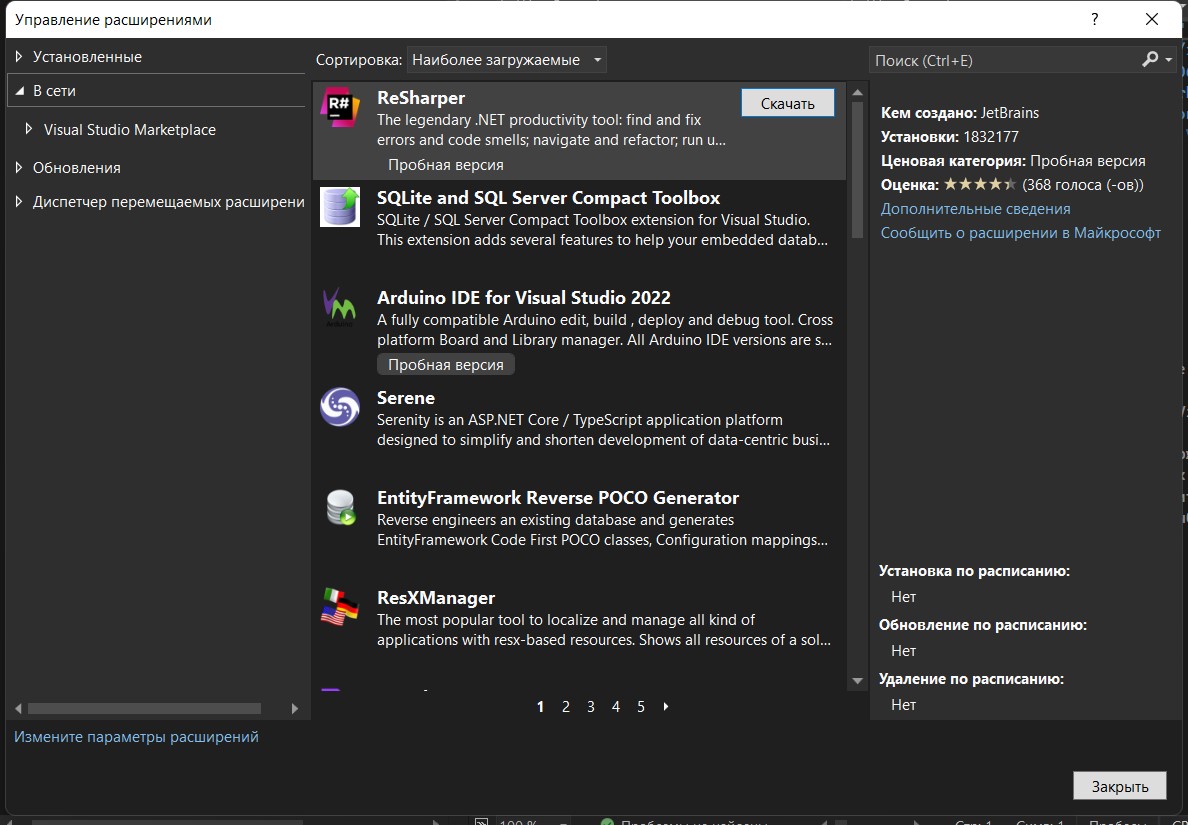 Управление расширениями
?
Установленные
В сети
Visual Studio Marketplace
Обновления
Диспетчер перемещаемых расширени
Сортировка: Наиболее загружаемые
Поиск (Ctrl+E)
R#
ReSharper
Скачать
The legendary .NET productivity tool: find and fix
errors and code smells; navigate and refactor; run u...
Пробная версия
SQLite and SQL Server Compact Toolbox
SQLite / SQL Server Compact Toolbox extension for Visual Studio.
This extension adds several features to help your embedded datab...
Arduino IDE for Visual Studio 2022
A fully compatible Arduino edit, build , deploy and debug tool. Cross
platform Board and Library manager. All Arduino IDE versions are s...
Пробная версия
Serene
Serenity is an ASP.NET Core / TypeScript application platform
designed to simplify and shorten development of data-centric busi...
EntityFramework Reverse POCO Generator
Reverse engineers an existing database and generates
EntityFramework Code First POCO classes, Configuration mappings...
ResXManager
The most popular tool to localize and manage all kind of
applications with resx-based resources. Shows all resources of a sol...
1 2 3 4 5
Кем создано: JetBrains
Установки: 1832177
Ценовая категория: Пробная версия
Оценка: (368 голоса (-ов))
Дополнительные сведения
Сообщить о расширении в Майкрософт
Установка по расписанию:
Нет
Обновление по расписанию:
Нет
Удаление по расписанию:
Нет
Измените параметры расширений
Закрыть